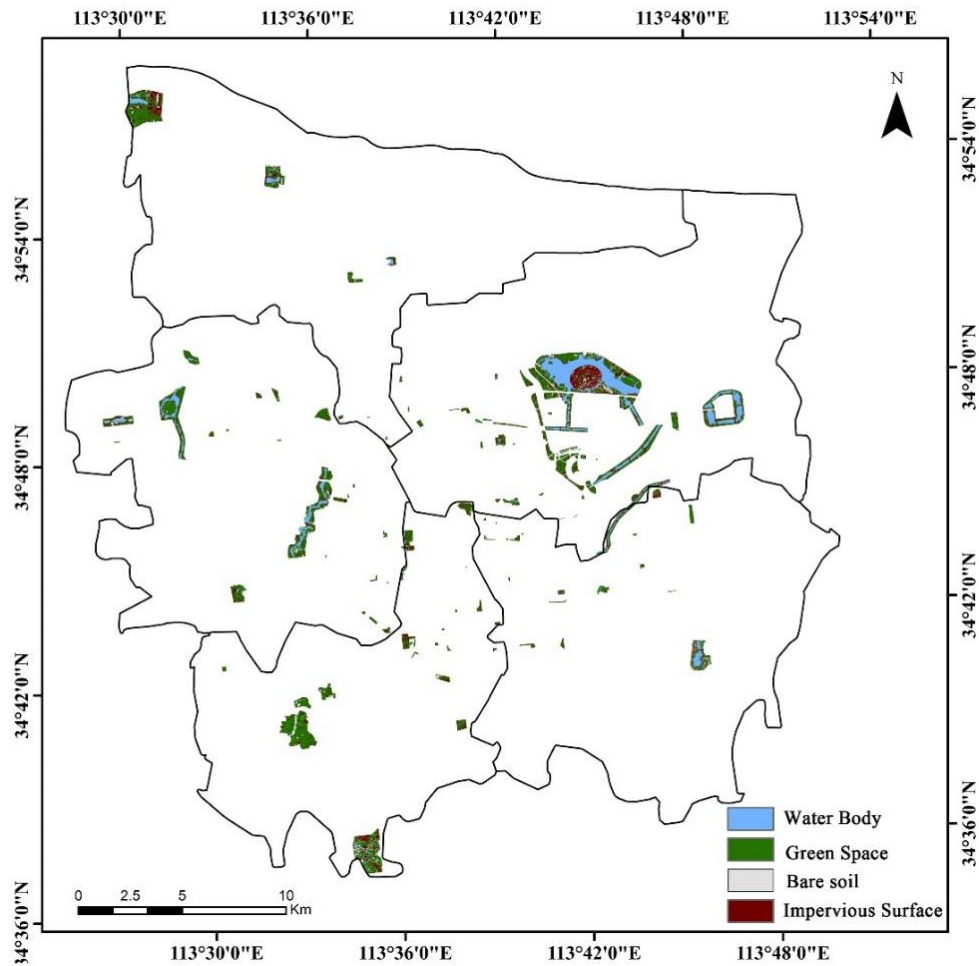 113°30'0"E 113°36'0"E 113°42'0"E 113°48'0"E 113°54'0"E
N
34°54'0"N
34°54'0"N
34°48'0"N
34°48'0"N
34°42'0"N
34°42'0"N
34°36'0"N
34°36'0"N
Water Body
Green Space
Bare soil
Impervious Surface
0 2.5 5 10
Km
113°30'0"E 113°36'0"E 113°42'0"E 113°48'0"E